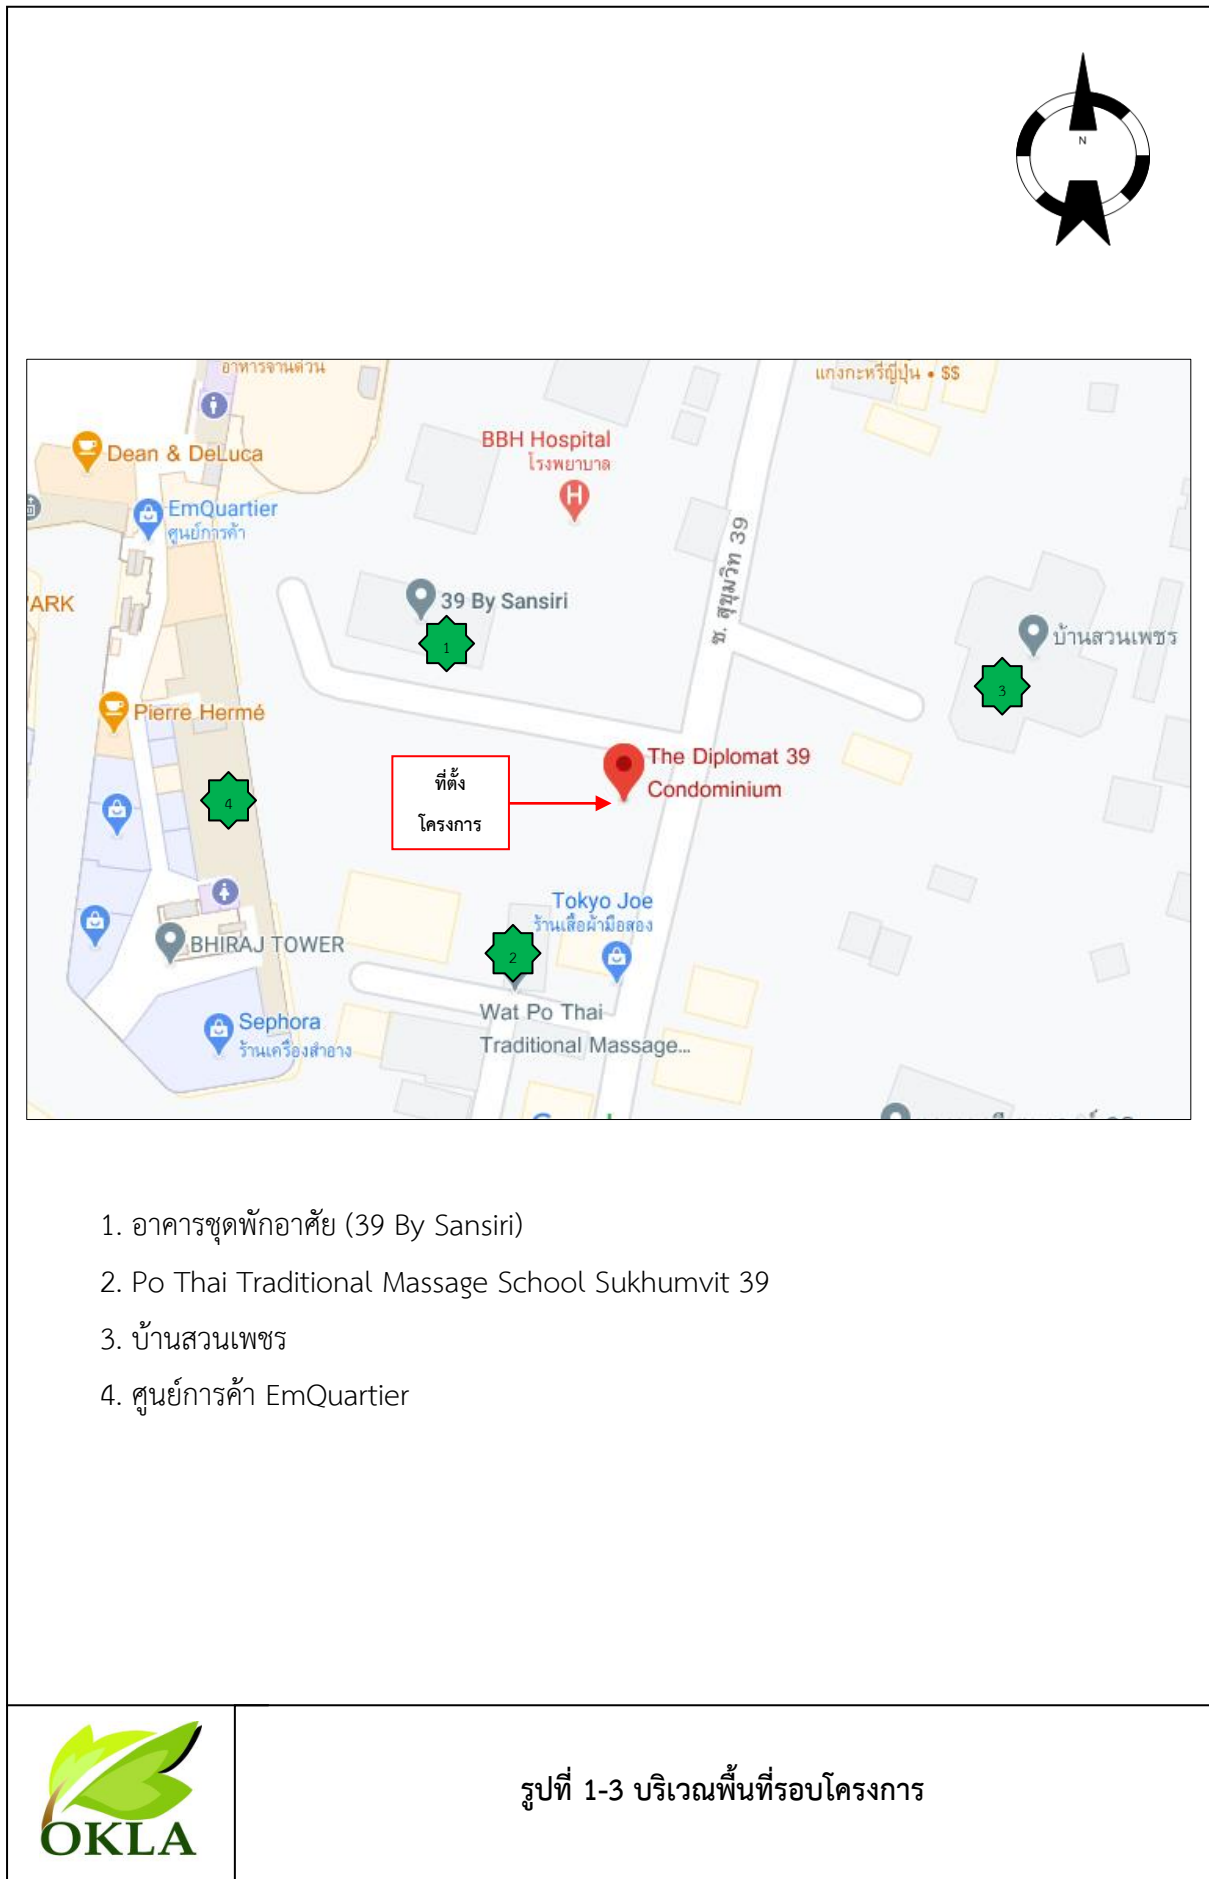 N
อาหารจานด่วน
แกงกะหรี่ญี่ปุ่น • $$
Dean & DeLuca
BBH Hospital
โรงพยาบาล
EmQuartier
ศูนย์การค้า
ซ. สุขุมวิท 39
ARK
39 By Sansiri
1
บ้านสวนเพชร
3
Pierre Hermé
The Diplomat 39
Condominium
ที่ตั้ง
โครงการ
4
Tokyo Joe
ร้านเสื้อผ้ามือสอง
BHIRAJ TOWER
2
Wat Po Thai
Traditional Massage...
Sephora
ร้านเครื่องสำอาง
1. อาคารชุดพักอาศัย (39 By Sansiri)
2. Po Thai Traditional Massage School Sukhumvit 39
3. บ้านสวนเพชร
4. ศูนย์การค้า EmQuartier
OKLA
รูปที่ 1-3 บริเวณพื้นที่รอบโครงการ